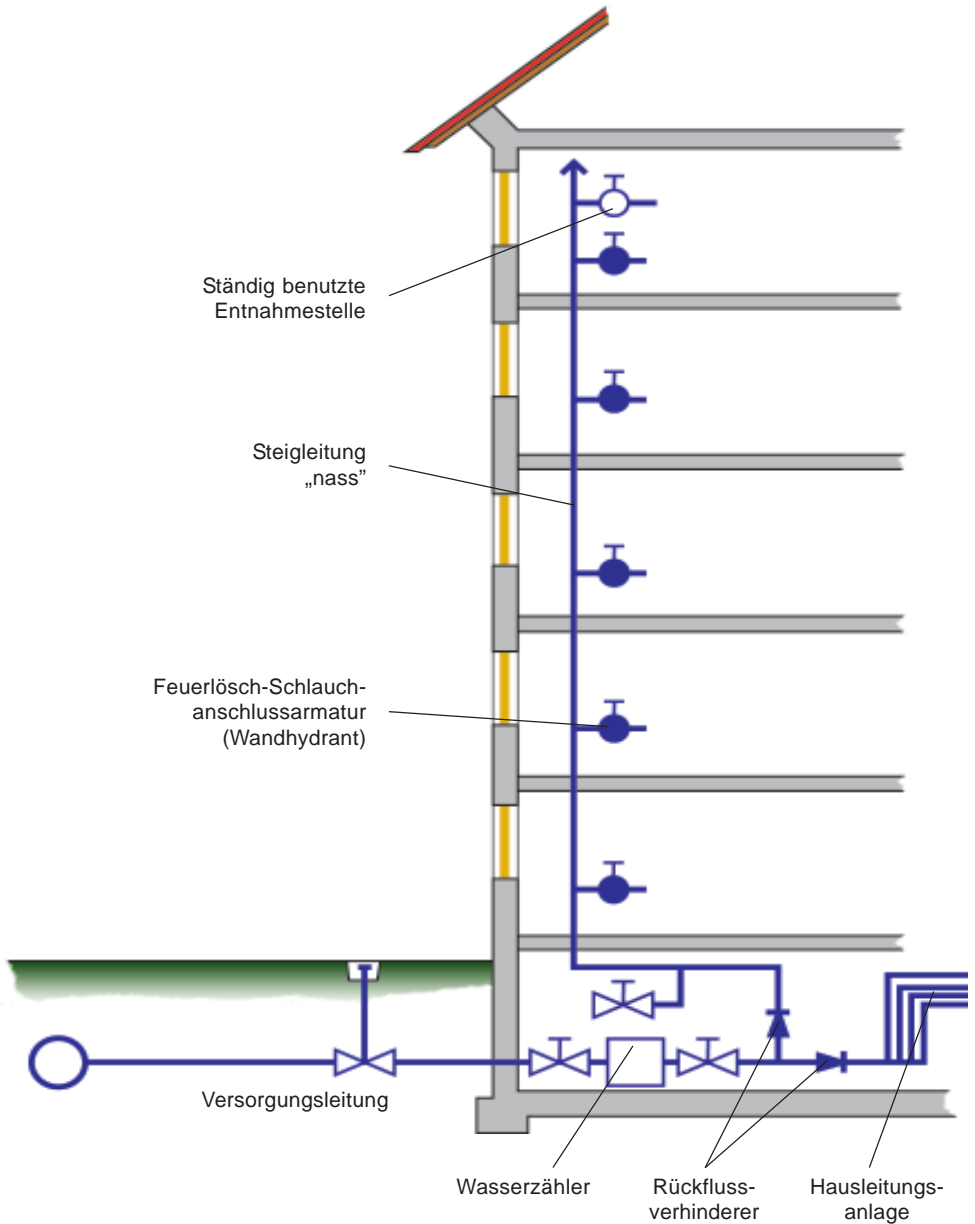 Ständig benutzte
Entnahmestelle
Steigleitung
„nass”
Feuerlösch-Schlauch-
anschlussarmatur
(Wandhydrant)
Versorgungsleitung
Wasserzähler
Rückfluss-
verhinderer
Hausleitungs-
anlage